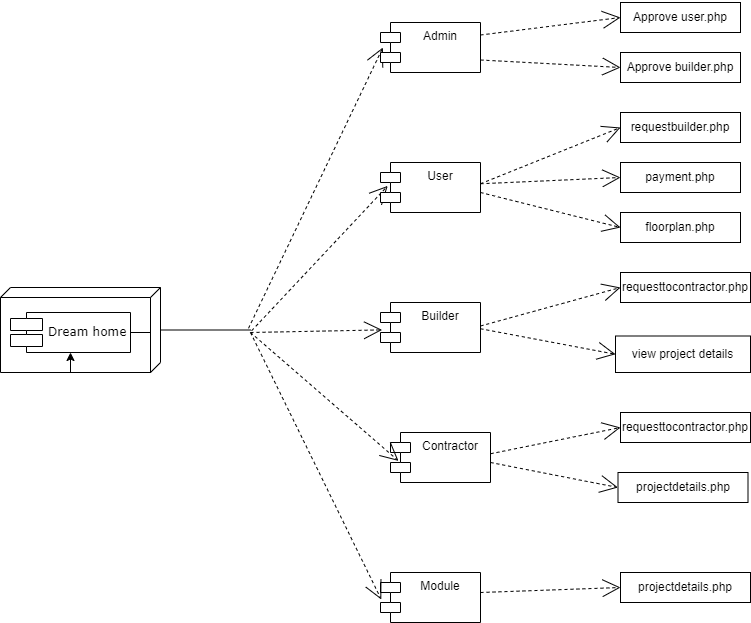 Admin
Approve user.php
Approve builder.php
requestbuilder.php
User
payment.php
floorplan.php
requesttocontractor.php
Builder
Dream home
view project details
requesttocontractor.php
Contractor
projectdetails.php
Module
projectdetails.php